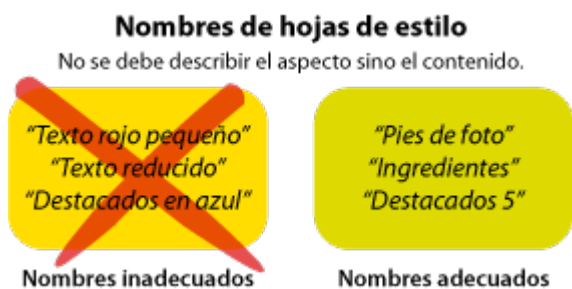 Nombres de hojas de estilo
No se debe describir el aspecto sino el contenido.
“Texto rojo pequeño”
“Texto reducido”
“Destacados en azul”
Nombres inadecuados
“Pies de foto”
“Ingredientes”
“Destacados 5”
Nombres adecuados